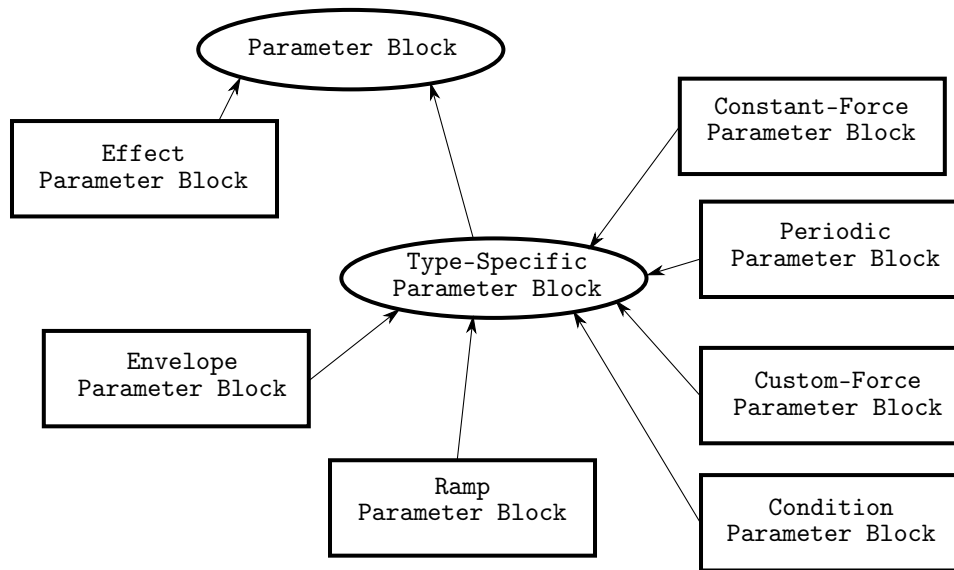 Parameter Block
Constant-Force
Parameter Block
Effect
Parameter Block
Periodic
Parameter Block
Type-Specific
Parameter Block
Envelope
Parameter Block
Custom-Force
Parameter Block
Ramp
Parameter Block
Condition
Parameter Block